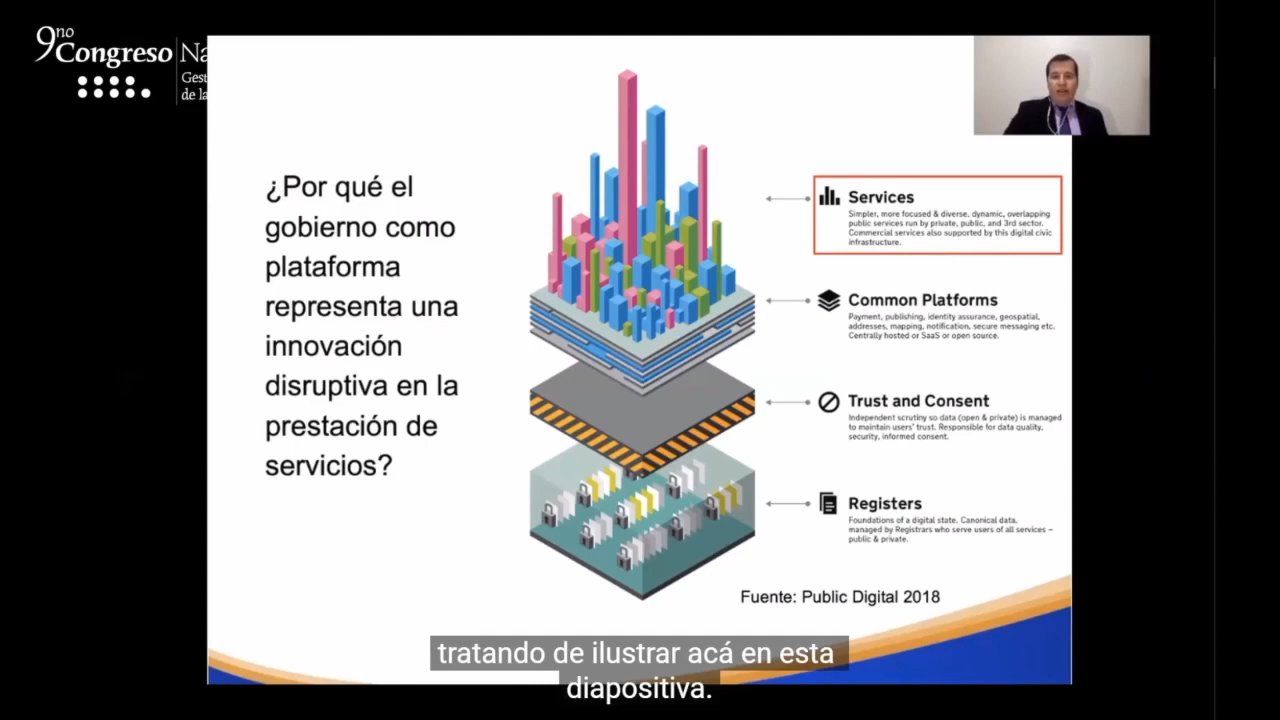 9no
Congreso Na
Gest
de la
¿Por qué el
gobierno como
plataforma
representa una
innovación
disruptiva en la
prestación de
servicios?
Services
Simpler, more focused & diverse, dynamic, overlapping
public services run by private, public, and 3rd sector.
Commercial services also supported by this digital civic
infrastructure.
Common Platforms
Payment, publishing, identity assurance, geospatial,
addresses, mapping, notification, secure messaging etc.
Centrally hosted or SaaS or open source.
Trust and Consent
Independent scrutiny so data (open & private) is managed
to maintain users' trust. Responsible for data quality,
security, informed consent.
Registers
Foundations of a digital state. Canonical data,
managed by Registrars who serve users of all services –
public & private.
Fuente: Public Digital 2018
tratando de ilustrar acá en esta
diapositiva.